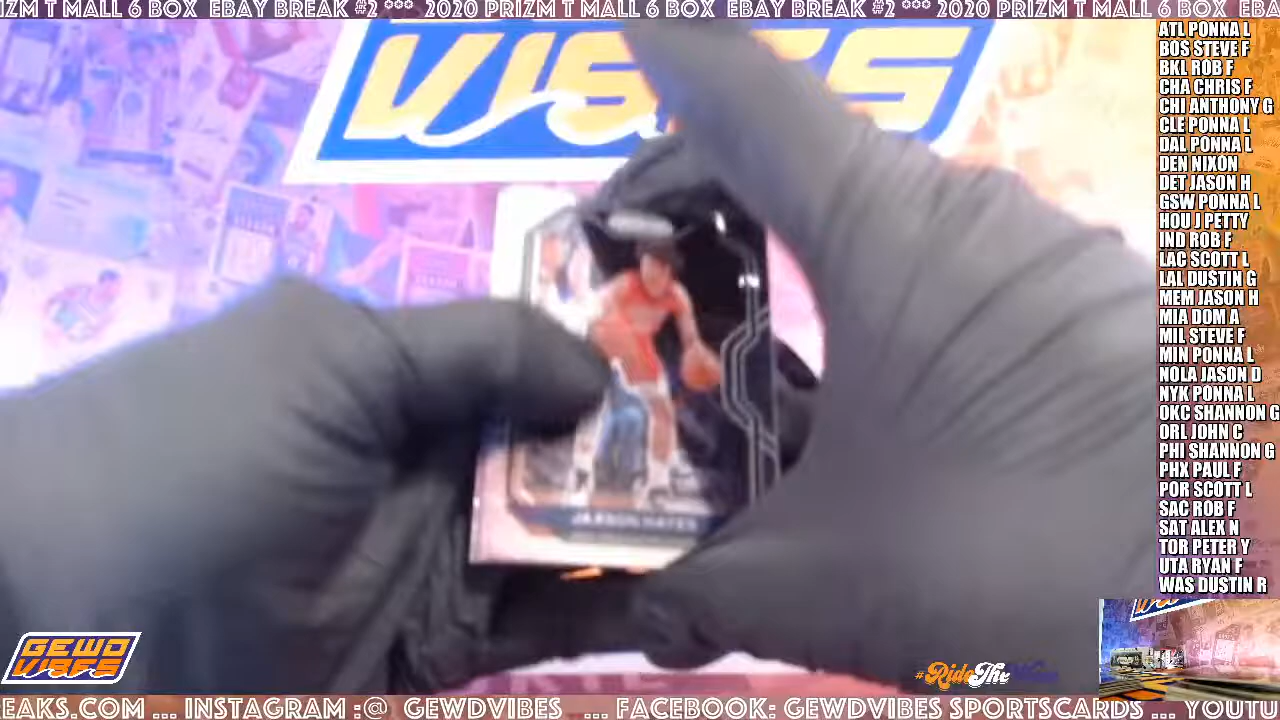 IZM T MALL 6 BOX EBAY BREAK #2 *** 2020 PRIZM T MALL 6 BOX EBAY BREAK #2 *** 2020 PRIZM T MALL 6 BOX EBA
VIBES
ATL PONNA L
BOS STEVE F
BKL ROB F
CHA CHRIS F
CHI ANTHONY G
CLE PONNA L
DAL PONNA L
DEN NIXON
DET JASON H
GSW PONNA L
HOU J PETTY
IND ROB F
LAC SCOTT L
LAL DUSTIN G
MEM JASON H
MIA DOM A
MIL STEVE F
MIN PONNA L
NOLA JASON D
NYK PONNA L
OKC SHANNON G
ORL JOHN C
PHI SHANNON G
PHX PAUL F
POR SCOTT L
SAC ROB F
SAT ALEX N
TOR PETER Y
UTA RYAN F
WAS DUSTIN R
JAXSON HAYES
GEWD
VIBES
#RideTheWave
EAKS.COM ... INSTAGRAM :@ GEWDVIBES ... FACEBOOK: GEWDVIBES SPORTSCARDS ... YOUTU